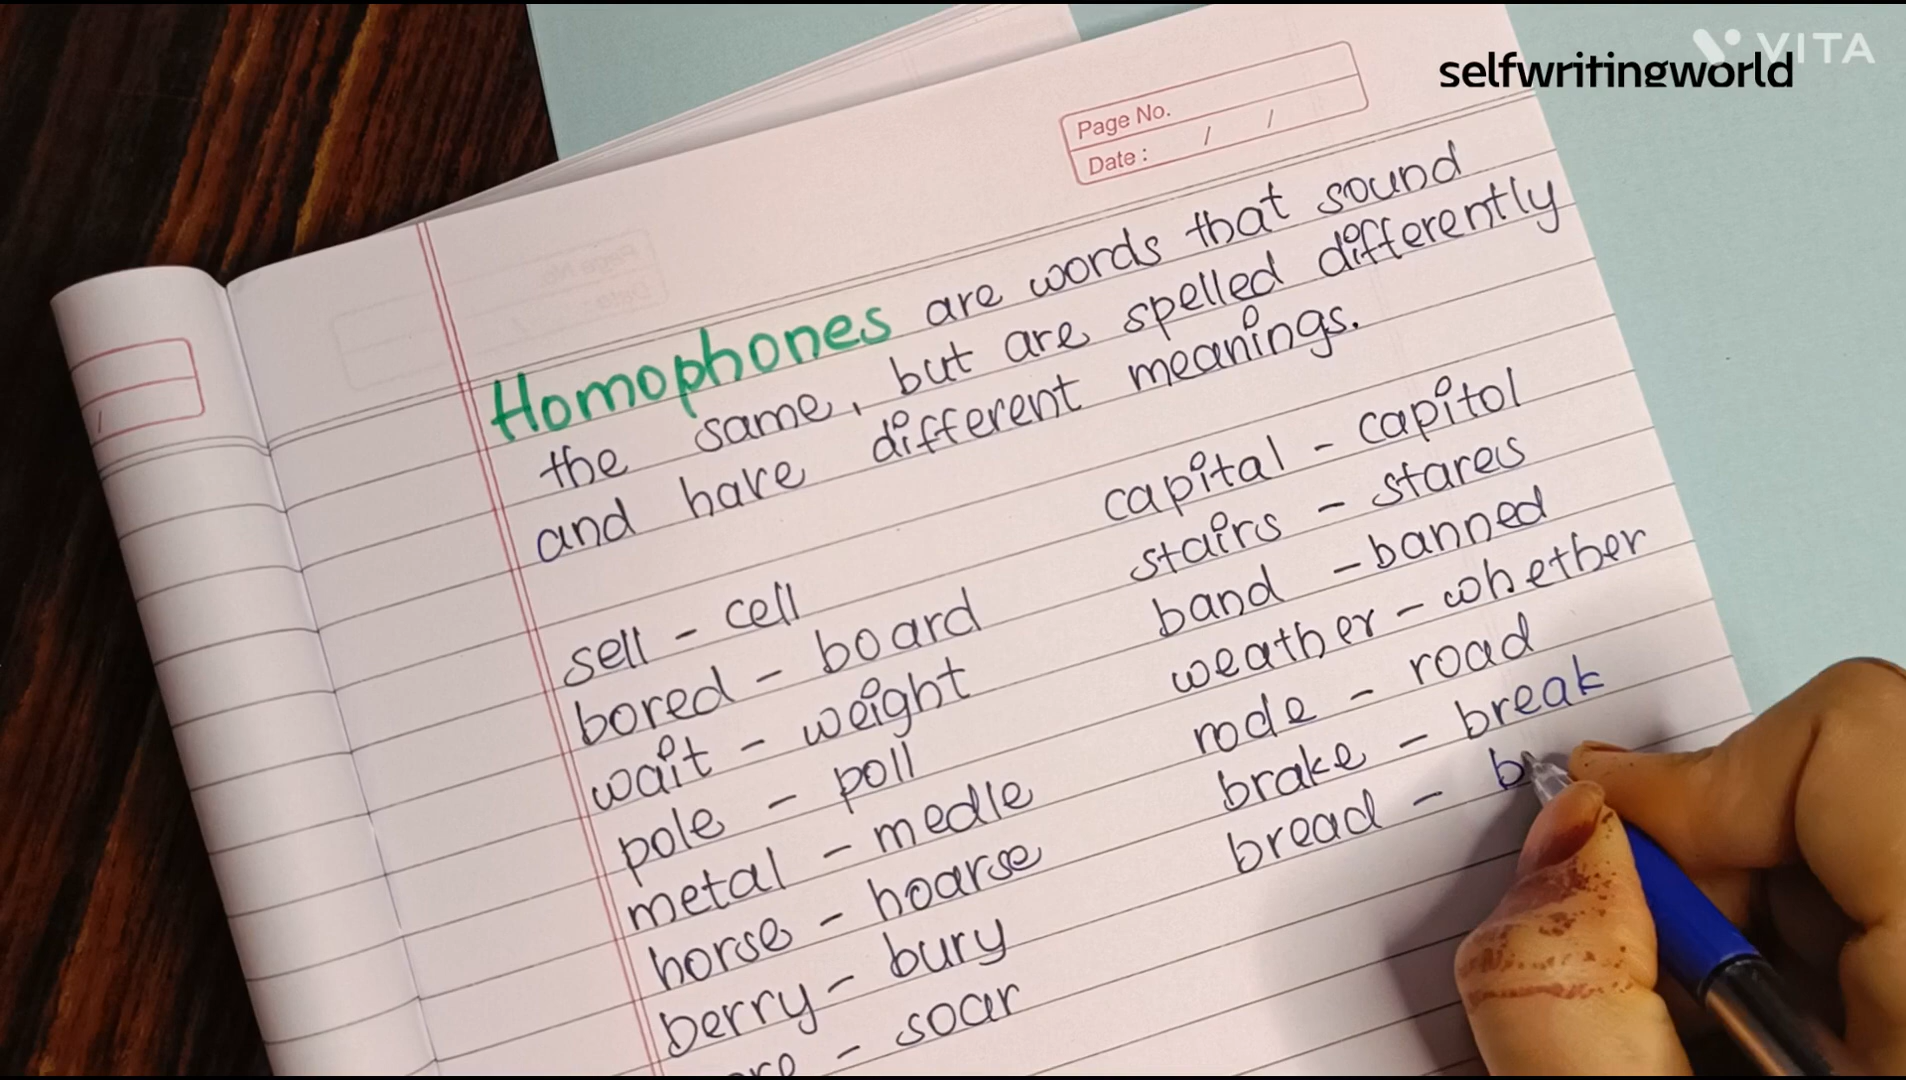 selfwritingworld
VITA
Page No.
Date : / /
Homophones are words that sound
the same, but are spelled differently
and have different meanings.
sell - cell
bored - board
wait - weight
pole - poll
metal - medle
horse - hoarse
berry - bury
- soar
capital - capitol
stairs - stares
band - banned
weather - whether
rode - road
brake - break
bread - b